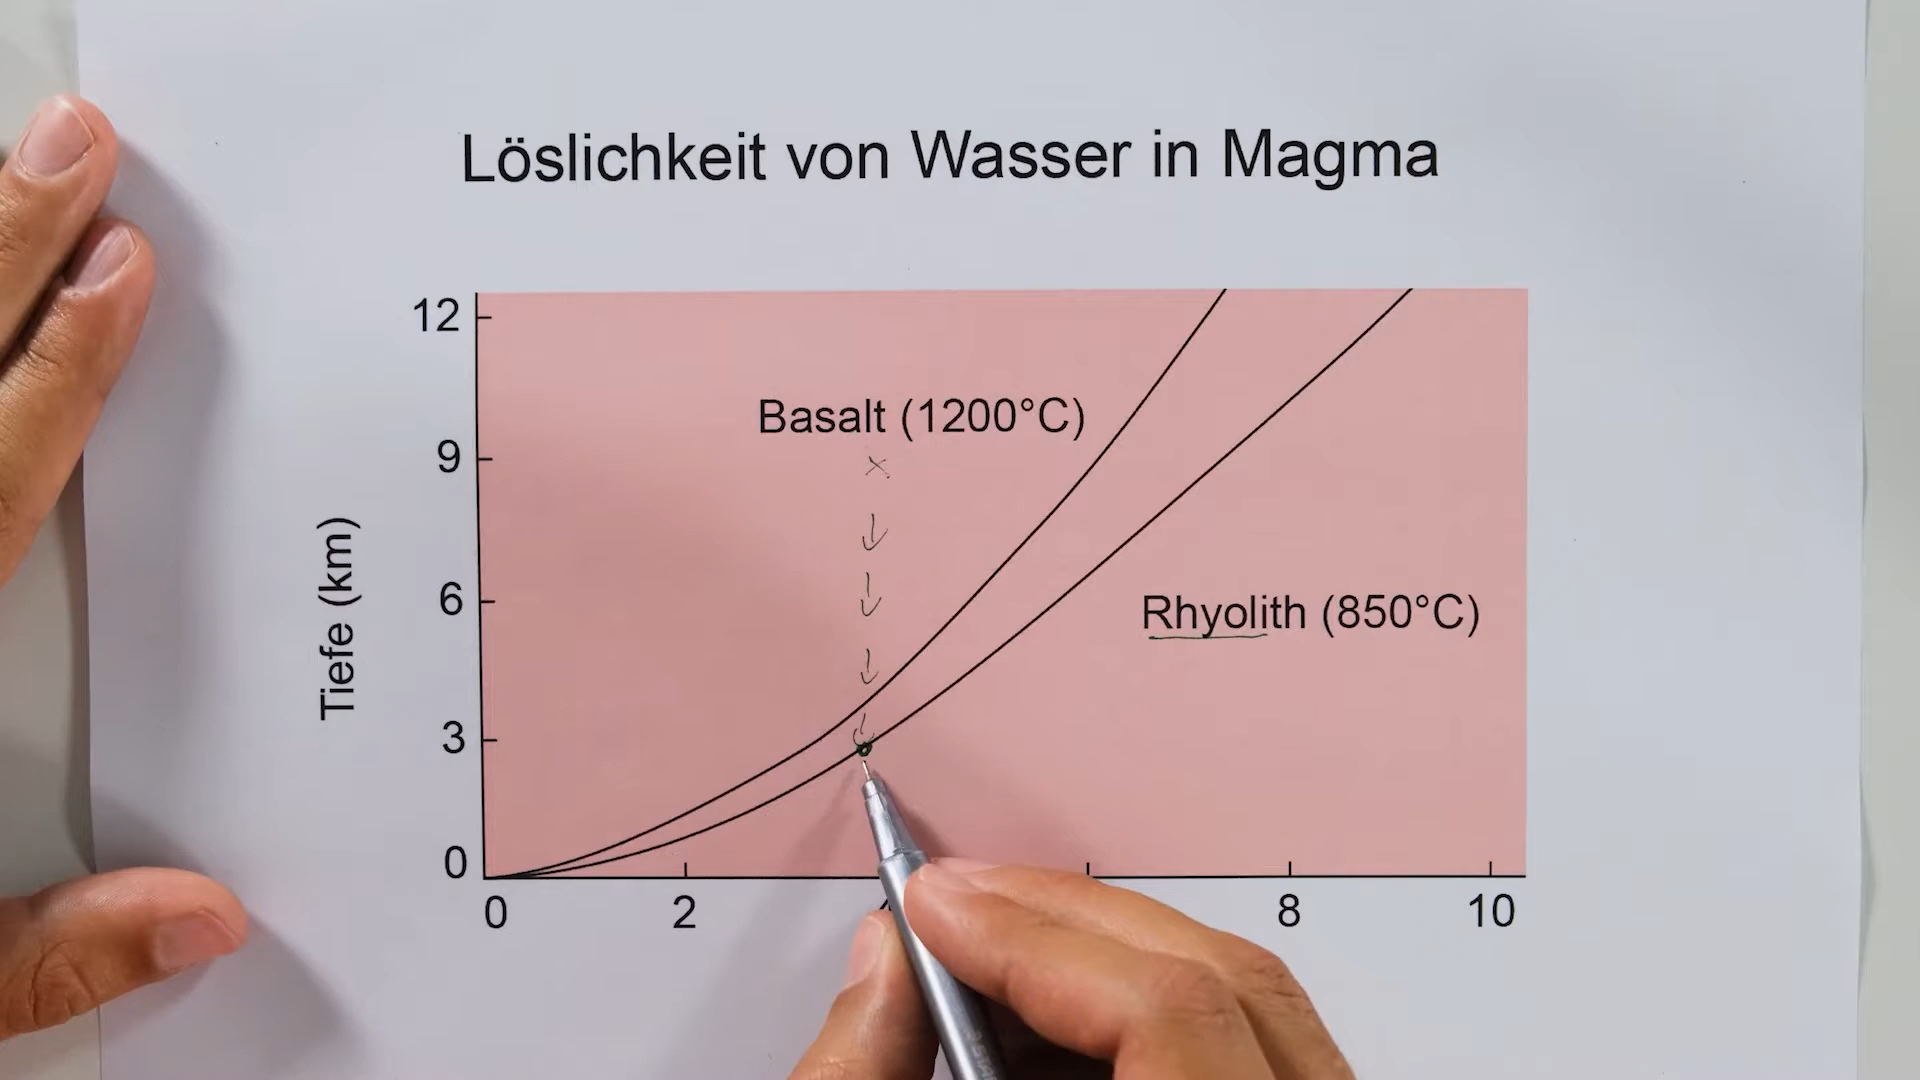 Löslichkeit von Wasser in Magma
12
9
6
3
0
Tiefe (km)
Basalt (1200°C)
Rhyolith (850°C)
0 2 8 10